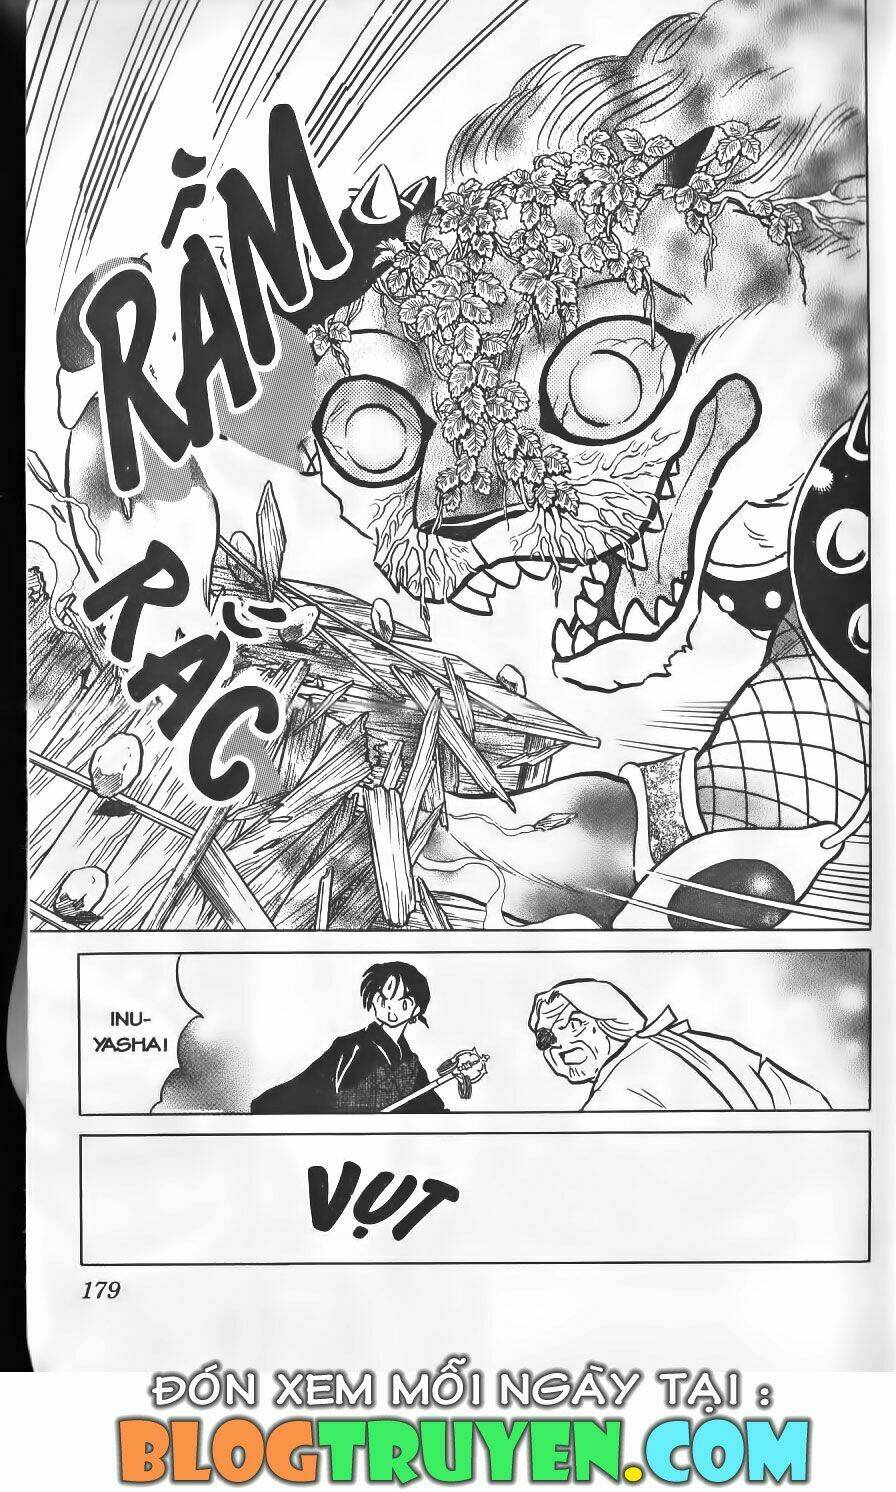 RẦM
RẮC
INU-
YASHA!
VỤT
179
ĐÓN XEM MỖI NGÀY TẠI :
BLOGTRUYEN.COM